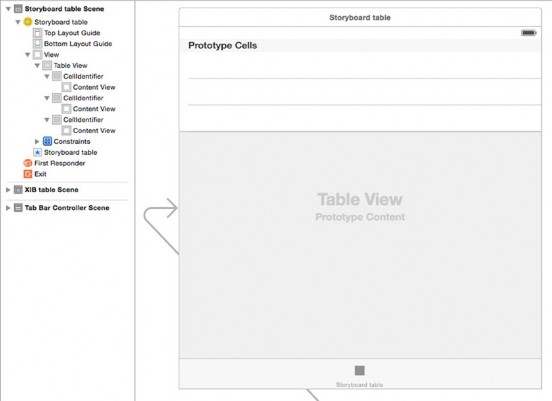 Storyboard table Scene
Storyboard table
Top Layout Guide
Bottom Layout Guide
View
Table View
CellIdentifier
Content View
CellIdentifier
Content View
CellIdentifier
Content View
Constraints
Storyboard table
First Responder
Exit
XIB table Scene
Tab Bar Controller Scene
Storyboard table
Prototype Cells
Table View
Prototype Content
Storyboard table